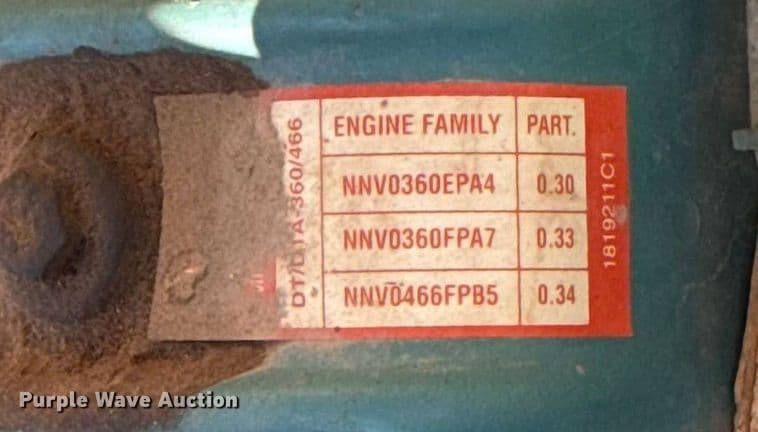 DT/DTA-360/466
ENGINE FAMILY PART.
NNV0360EPA4 0.30
NNV0360FPA7 0.33
NNV0466FPB5 0.34
1819211C1
Purple Wave Auction